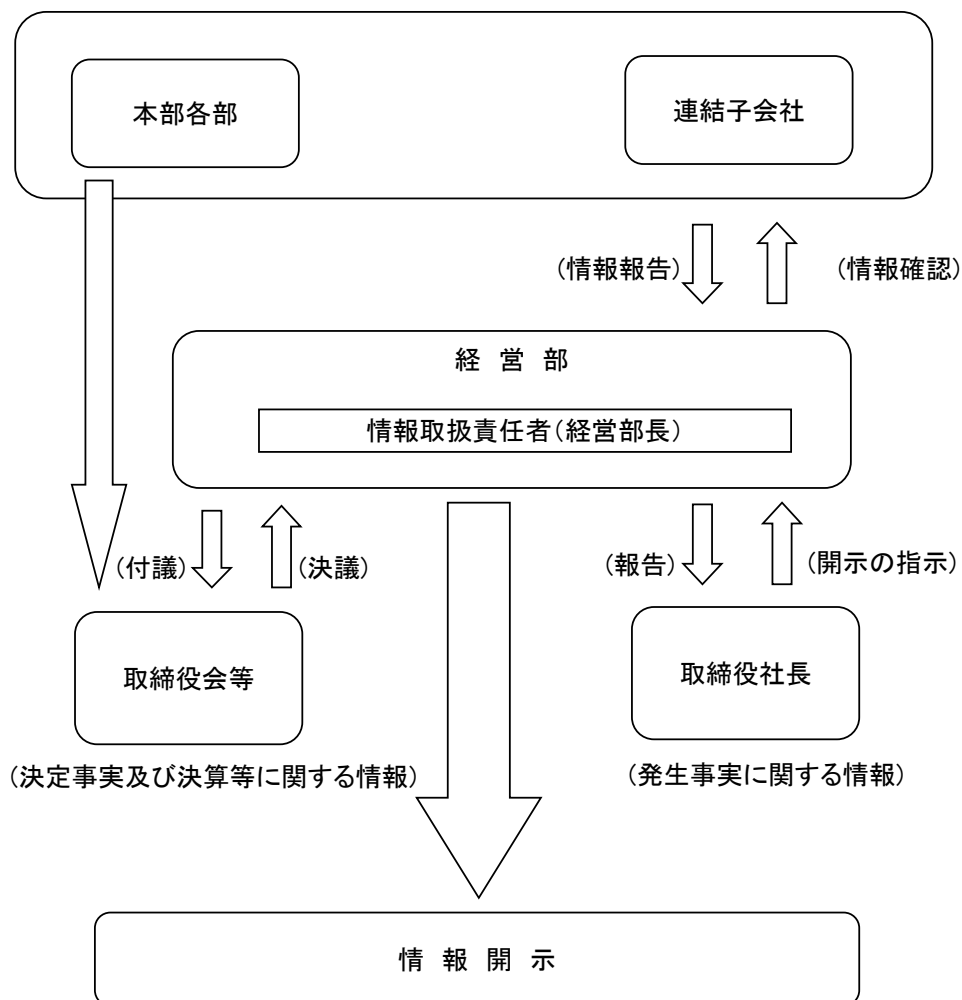 本部各部
連結子会社
（情報報告）
（情報確認）
経 営 部
情報取扱責任者（経営部長）
（付議）
（決議）
（報告）
（開示の指示）
取締役会等
取締役社長
（決定事実及び決算等に関する情報）
（発生事実に関する情報）
情 報 開 示